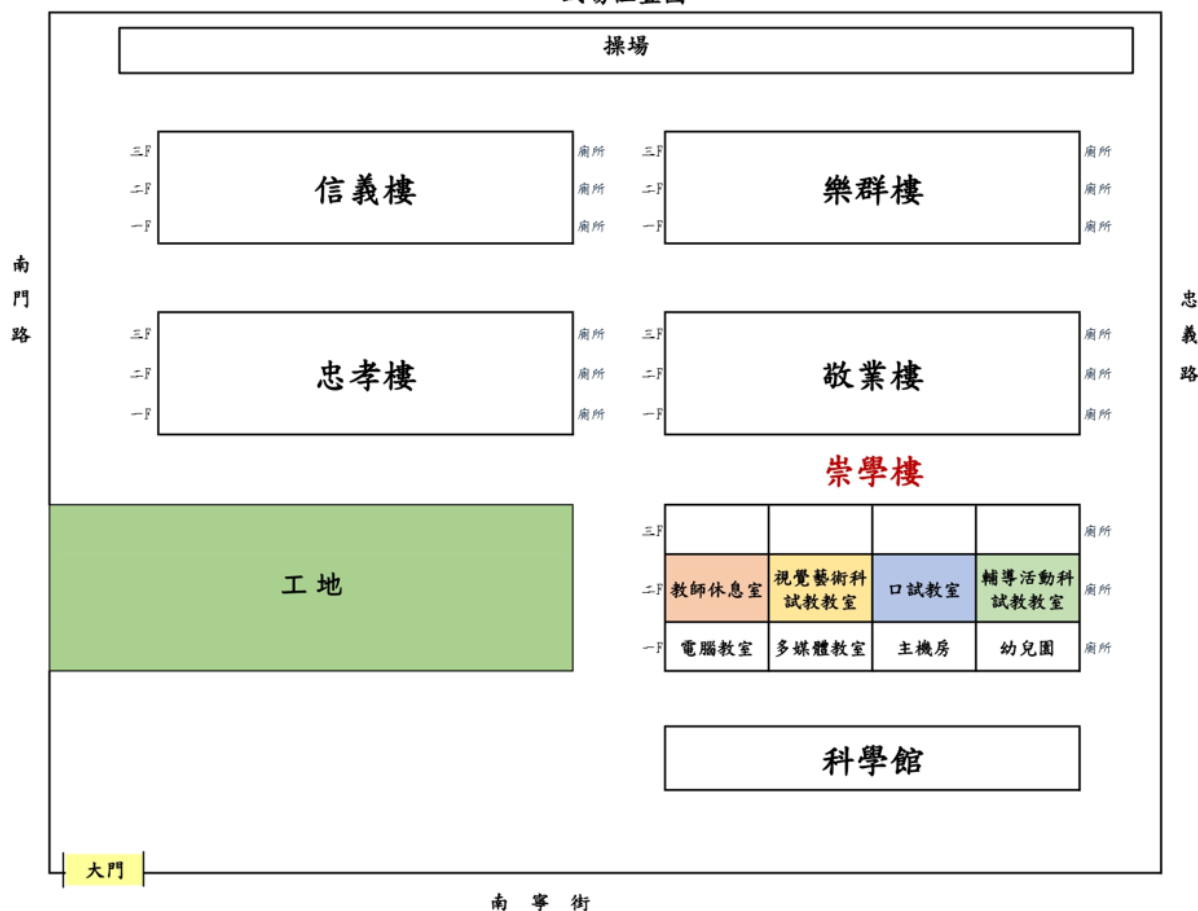 操場
三F 廁所 三F 廁所
二F 信義樓 廁所 二F 樂群樓 廁所
一F 廁所 一F 廁所
南門路
忠義路
三F 廁所 三F 廁所
二F 忠孝樓 廁所 二F 敬業樓 廁所
一F 廁所 一F 廁所
崇學樓
工地
三F 廁所
二F 教師休息室 視覺藝術科 試教教室 口試教室 輔導活動科 試教教室 廁所
一F 電腦教室 多媒體教室 主機房 幼兒園 廁所
科學館
大門
南寧街